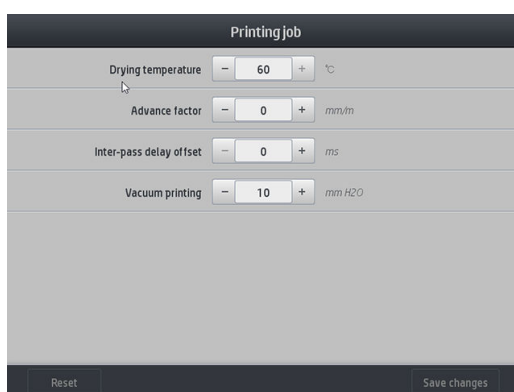 Printing job
Drying temperature − 60 + °C
Advance factor − 0 + mm/m
Inter-pass delay offset − 0 + ms
Vacuum printing − 10 + mm H2O
Reset Save changes